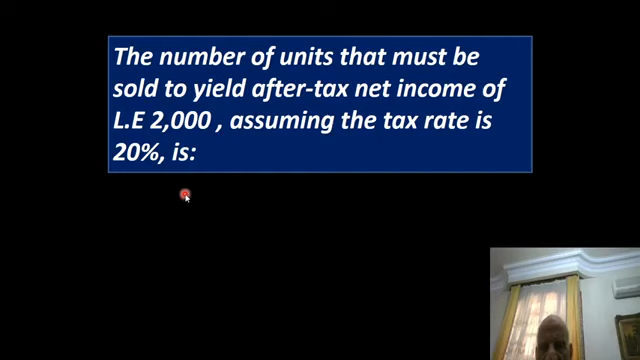 The number of units that must be
sold to yield after-tax net income of
L.E 2,000 , assuming the tax rate is
20%, is: